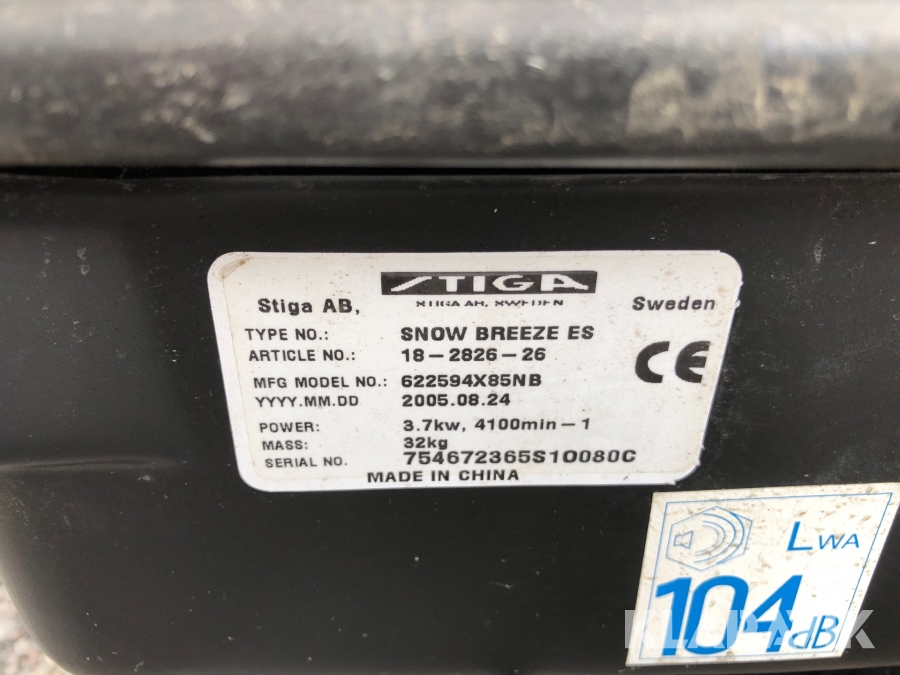 STIGA
Stiga AB, STIGA AB, SWEDEN Sweden
TYPE NO.: SNOW BREEZE ES
ARTICLE NO.: 18-2826-26
CE
MFG MODEL NO.: 622594X85NB
YYYY.MM.DD 2005.08.24
POWER: 3.7kw, 4100min-1
MASS: 32kg
SERIAL NO. 754672365S10080C
MADE IN CHINA
LWA
104dB
KLARAVIK